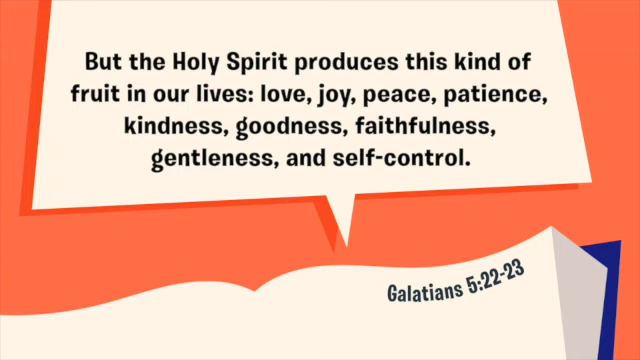 But the Holy Spirit produces this kind of
fruit in our lives: love, joy, peace, patience,
kindness, goodness, faithfulness,
gentleness, and self-control.
Galatians 5:22-23